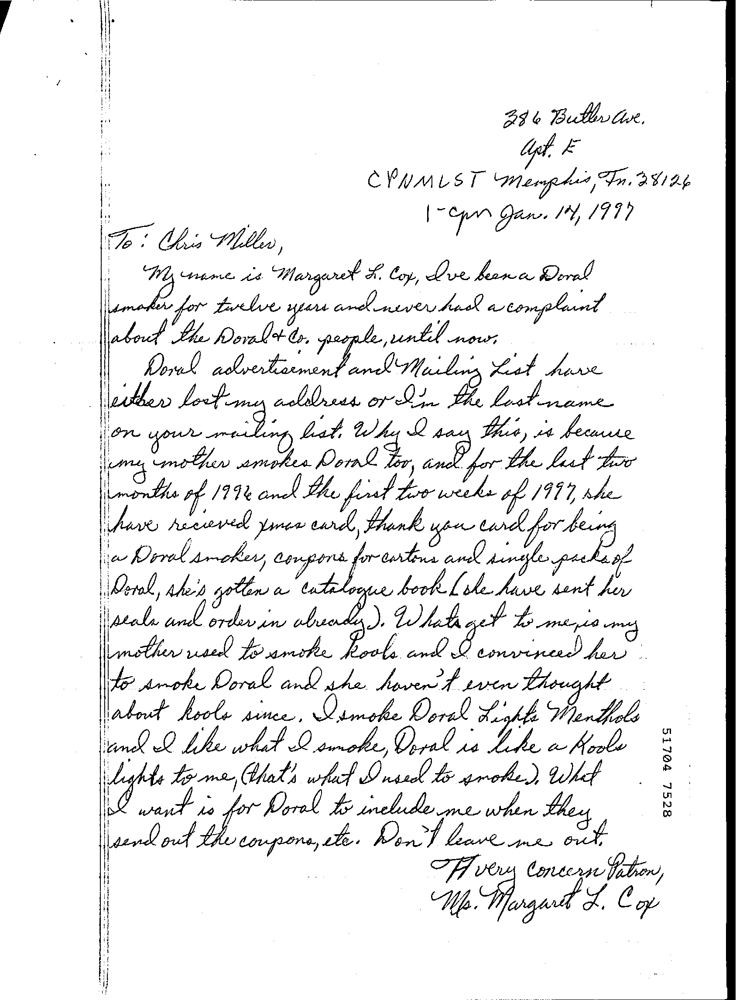 386 Butler Ave.
Apt. E
CPNMLST Memphis, Tn. 38126
1-cpn Jan. 14, 1997
To: Chris Miller,
My name is Margaret L. Cox, I've been a Doral
smoker for twelve years and never had a complaint
about the Doral & Co. people, until now.
Doral advertisement and Mailing List have
either lost my address or I'm the last name
on your mailing list. Why I say this, is because
my mother smokes Doral too, and for the last two
months of 1996 and the first two weeks of 1997, she
have recieved xmas card, thank you card for being
a Doral smoker, coupons for cartons and single packs of
Doral, she's gotten a catalogue book (she have sent her
seals and order in already). Whats get to me, is my
mother used to smoke kools and I convinced her
to smoke Doral and she haven't even thought
about kools since. I smoke Doral Lights Menthols
and I like what I smoke, Doral is like a Kools
lights to me, (that's what I used to smoke). What
I want is for Doral to include me when they
send out the coupons, etc. Don't leave me out.
A very concern Patron,
Ms. Margaret L. Cox
51704 7528